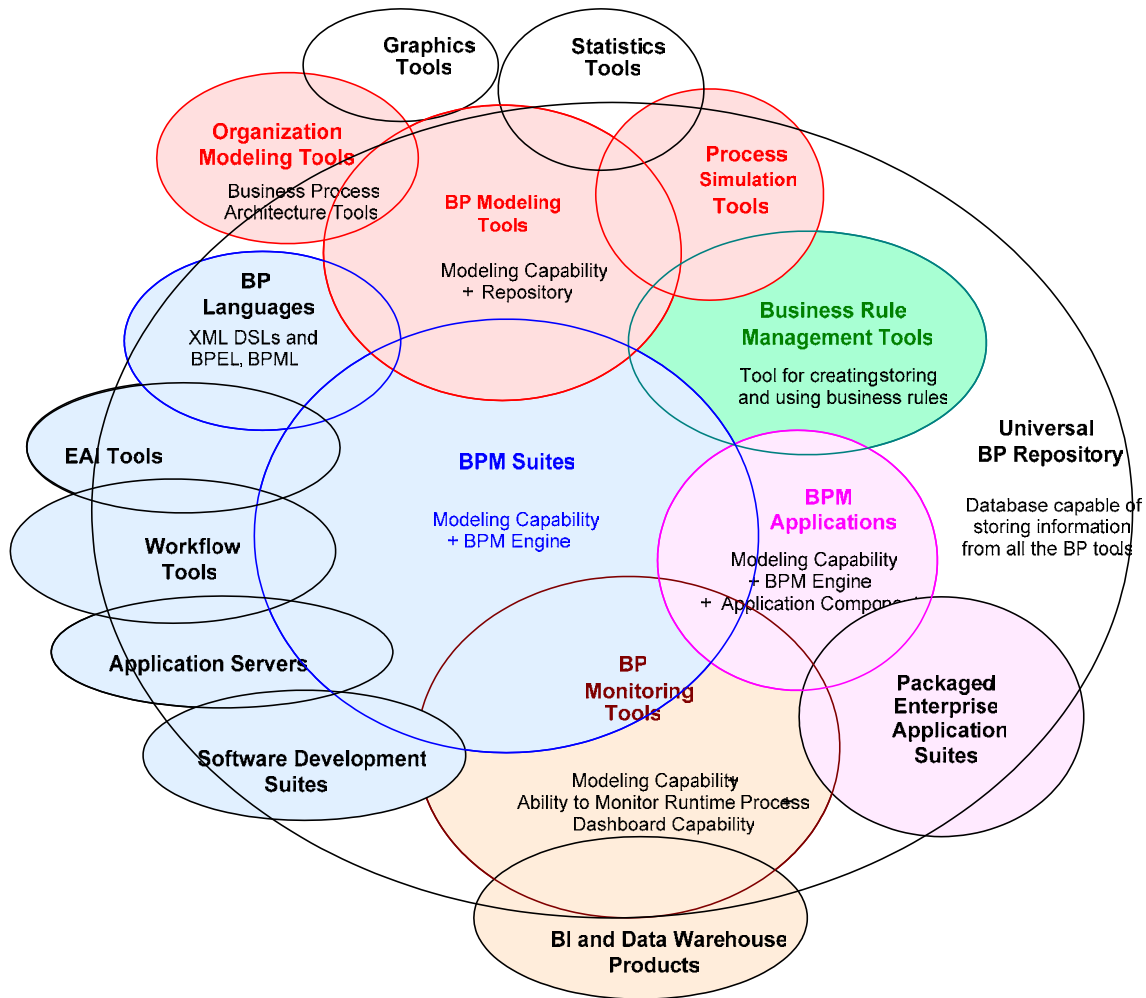 Graphics
Tools
Statistics
Tools
Organization
Modeling Tools
Business Process
Architecture Tools
BP Modeling
Tools
Modeling Capability
+ Repository
Process
Simulation
Tools
BP
Languages
XML DSLs and
BPEL, BPML
Business Rule
Management Tools
Tool for creatingstoring
and using business rules
EAI Tools
BPM Suites
Modeling Capability
+ BPM Engine
Universal
BP Repository
Database capable of
storing information
from all the BP tools
BPM
Applications
Modeling Capability
+ BPM Engine
+ Application Component
Workflow
Tools
Application Servers
BP
Monitoring
Tools
Modeling Capability +
Ability to Monitor Runtime Process +
Dashboard Capability
Packaged
Enterprise
Application
Suites
Software Development
Suites
BI and Data Warehouse
Products